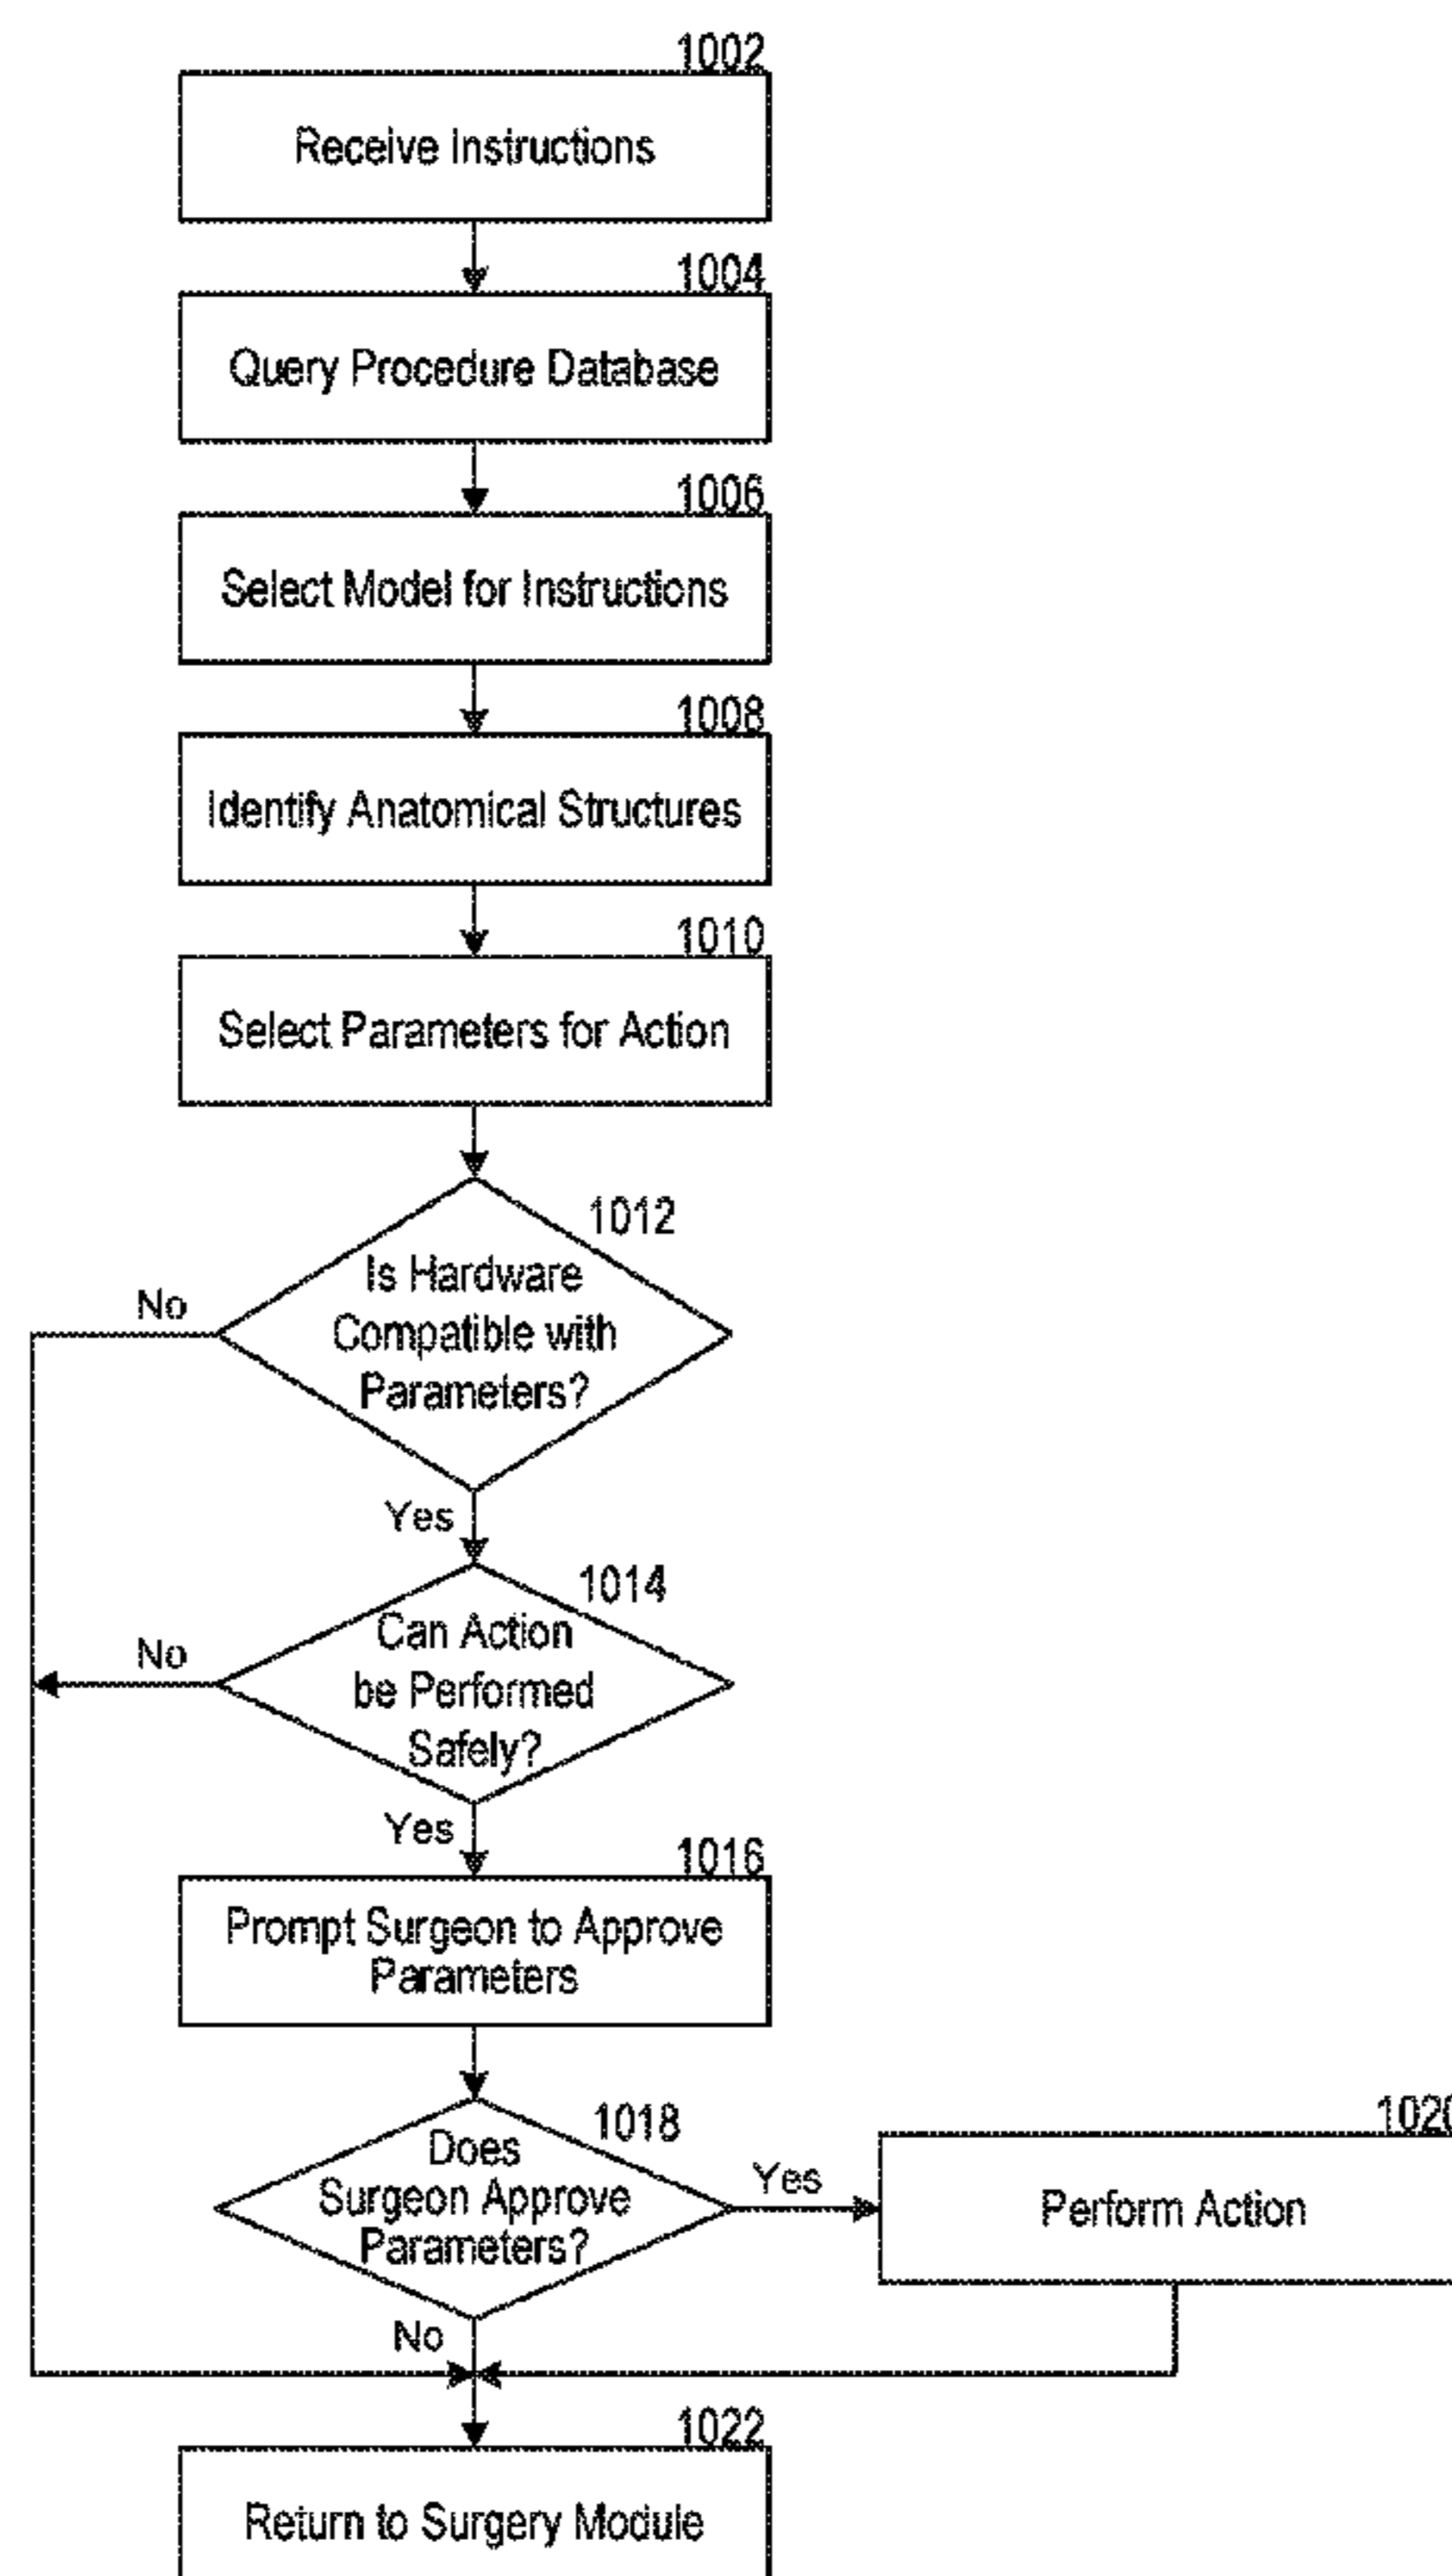 1002
Receive Instructions
1004
Query Procedure Database
1006
Select Model for Instructions
1008
Identify Anatomical Structures
1010
Select Parameters for Action
1012
Is Hardware
Compatible with
Parameters?
No
Yes
1014
Can Action
be Performed
Safely?
No
Yes
1016
Prompt Surgeon to Approve
Parameters
1018
Does
Surgeon Approve
Parameters?
Yes
1020
Perform Action
No
1022
Return to Surgery Module